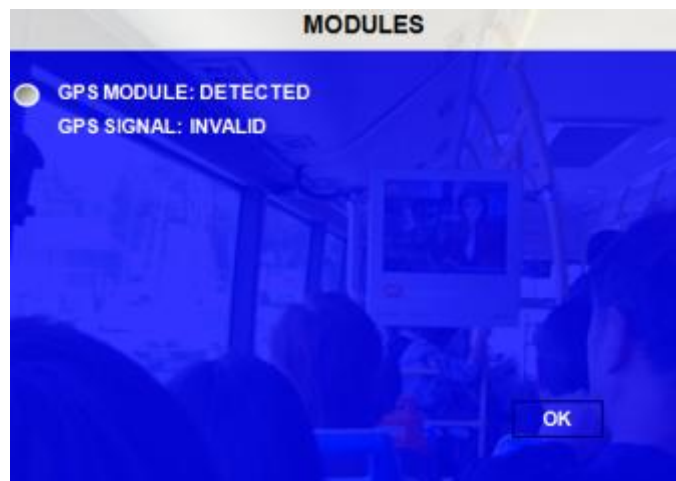 MODULES
GPS MODULE: DETECTED
GPS SIGNAL: INVALID
OK